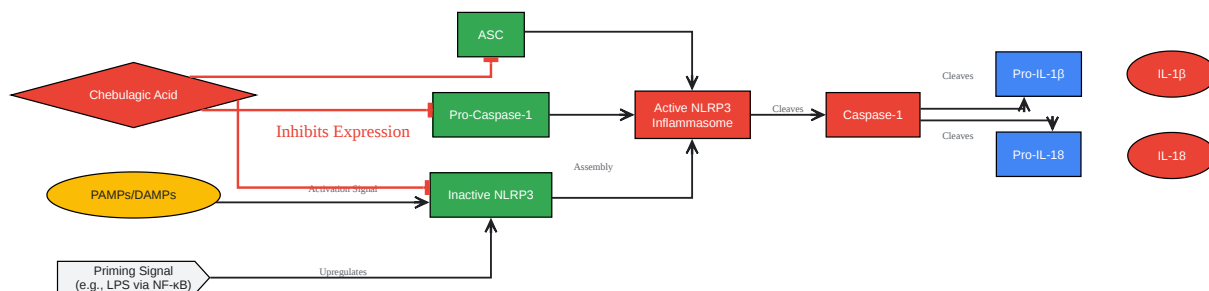 ASC
Chebulagic Acid
Pro-Caspase-1
Inhibits Expression
Active NLRP3
Inflammasome
Cleaves
Caspase-1
Cleaves
Pro-IL-1β
IL-1β
Cleaves
Pro-IL-18
IL-18
Assembly
PAMPs/DAMPs
Activation Signal
Inactive NLRP3
Priming Signal
(e.g., LPS via NF-κB)
Upregulates